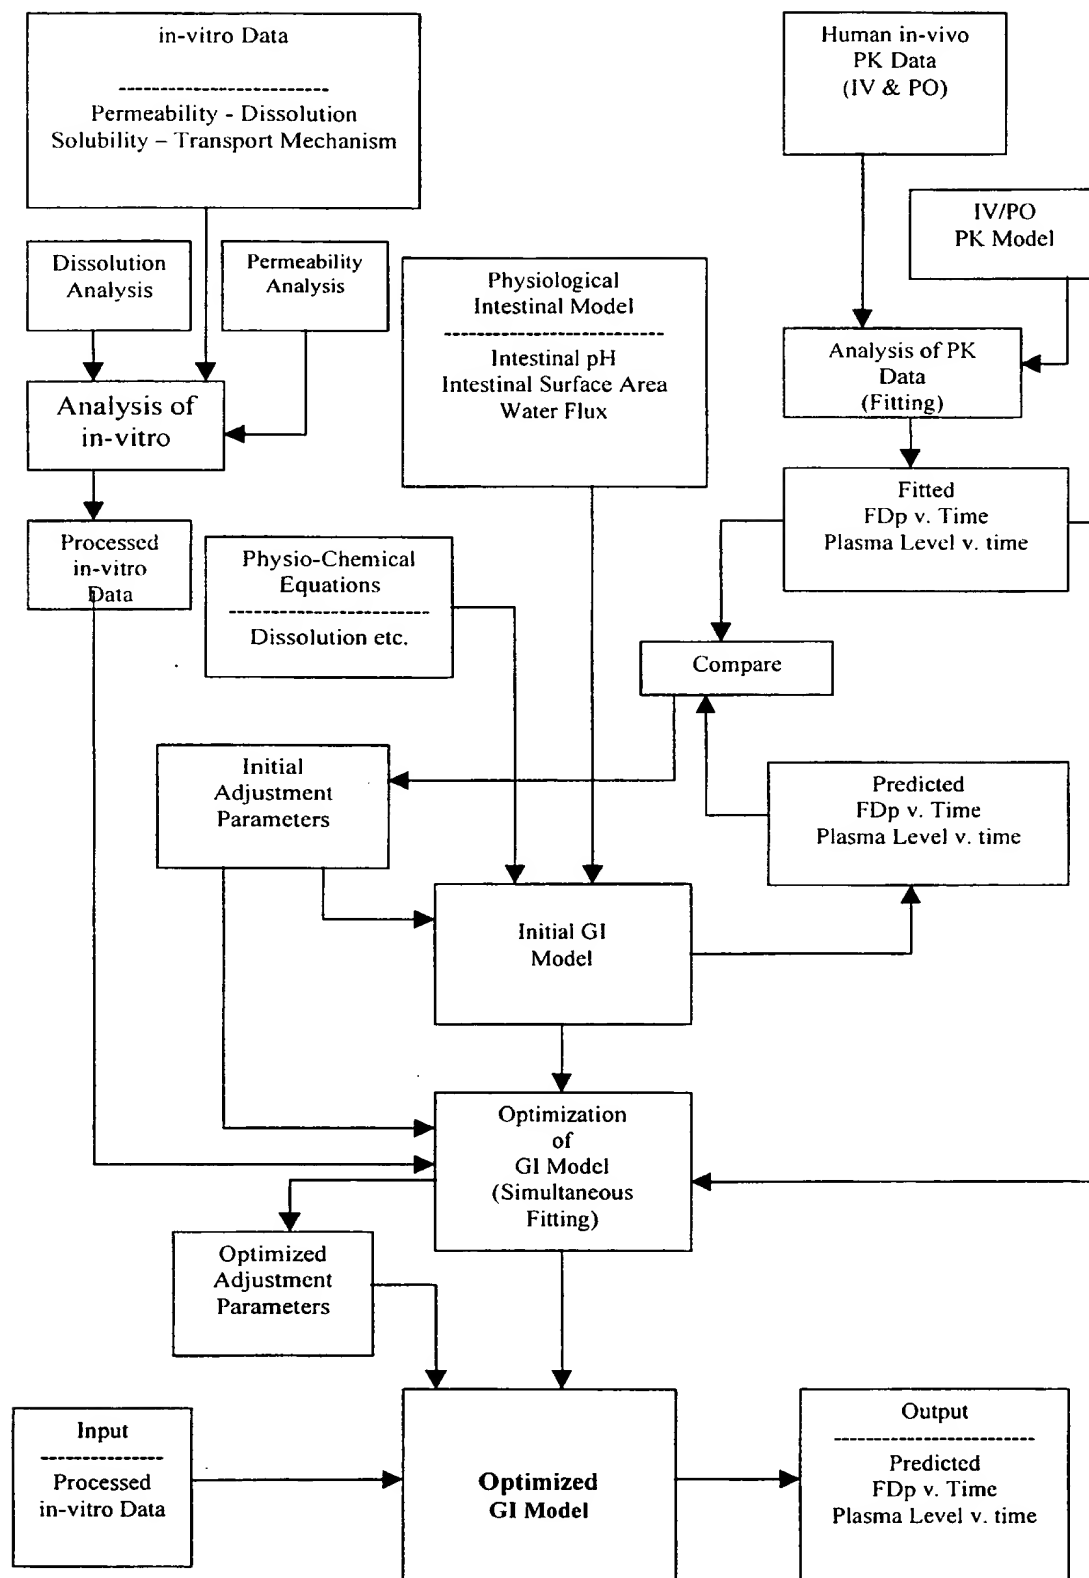 in-vitro Data
Permeability - Dissolution
Solubility – Transport Mechanism
Human in-vivo
PK Data
(IV & PO)
IV/PO
PK Model
Dissolution
Analysis
Permeability
Analysis
Physiological
Intestinal Model
Intestinal pH
Intestinal Surface Area
Water Flux
Analysis of PK
Data
(Fitting)
Analysis of
in-vitro
Fitted
FDp v. Time
Plasma Level v. time
Processed
in-vitro
Data
Physio-Chemical
Equations
Dissolution etc.
Compare
Initial
Adjustment
Parameters
Predicted
FDp v. Time
Plasma Level v. time
Initial GI
Model
Optimization
of
GI Model
(Simultaneous
Fitting)
Optimized
Adjustment
Parameters
Input
Processed
in-vitro Data
Optimized
GI Model
Output
Predicted
FDp v. Time
Plasma Level v. time